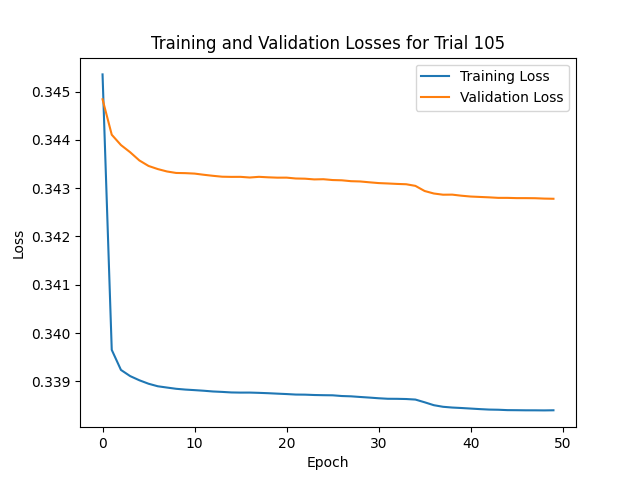 Training and Validation Losses for Trial 105
Training Loss
Validation Loss
Loss
0.345
0.344
0.343
0.342
0.341
0.340
0.339
0 10 20 30 40 50
Epoch